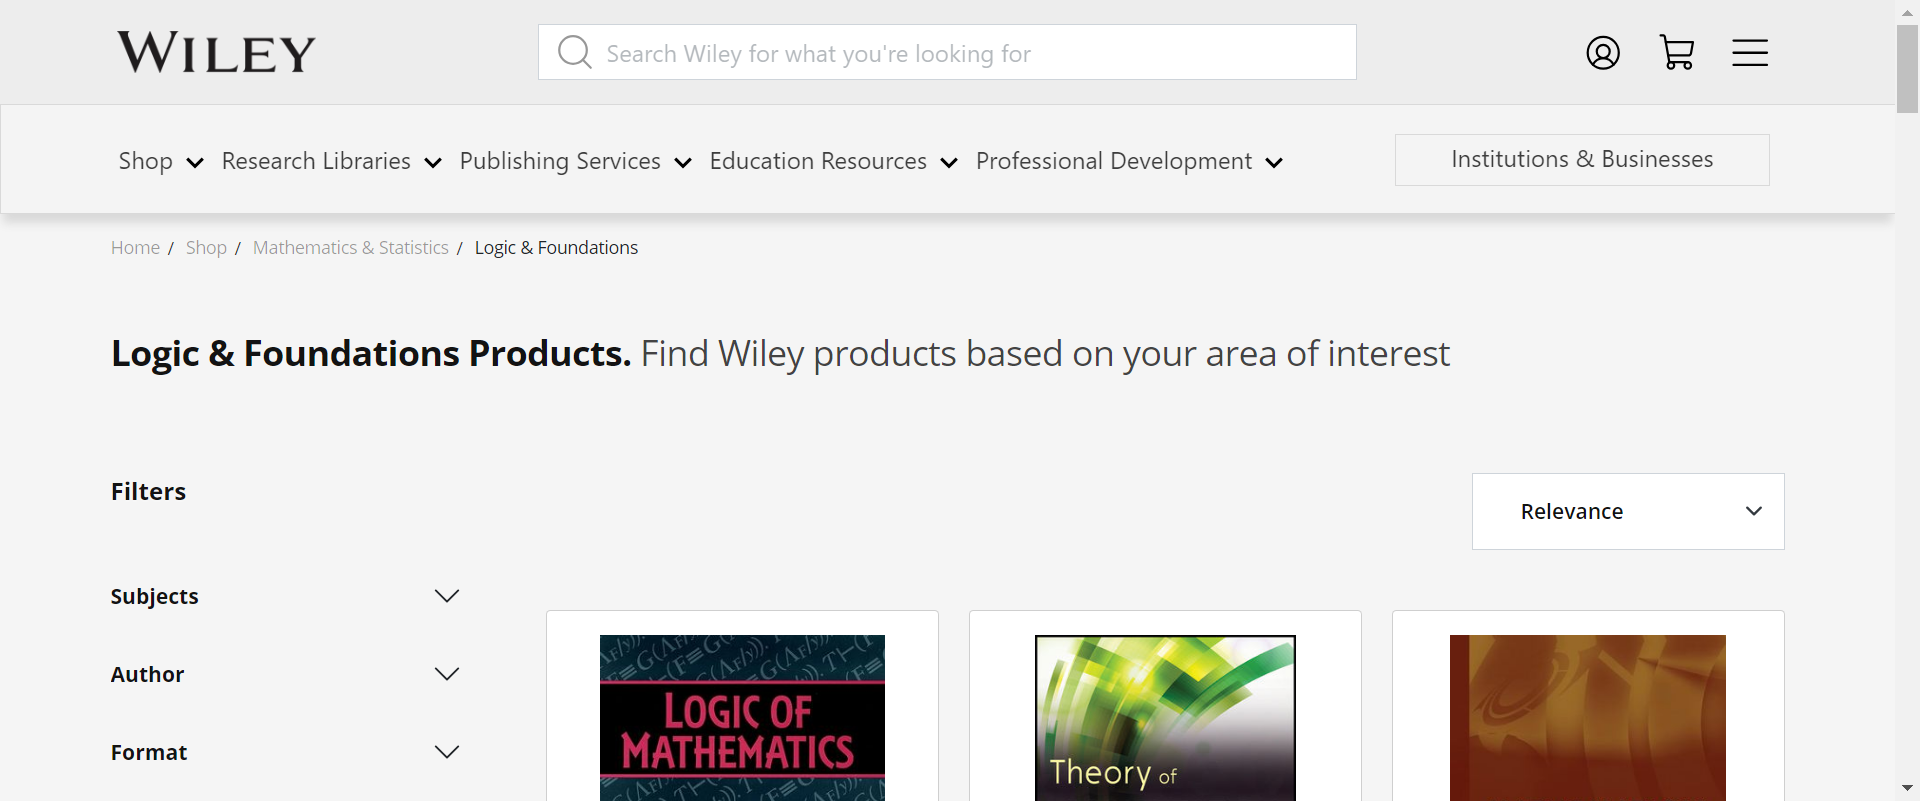 WILEY
Search Wiley for what you're looking for
Shop Research Libraries Publishing Services Education Resources Professional Development Institutions & Businesses
Home / Shop / Mathematics & Statistics / Logic & Foundations
Logic & Foundations Products. Find Wiley products based on your area of interest
Filters
Relevance
Subjects
Author
Format
LOGIC OF
MATHEMATICS
Theory of